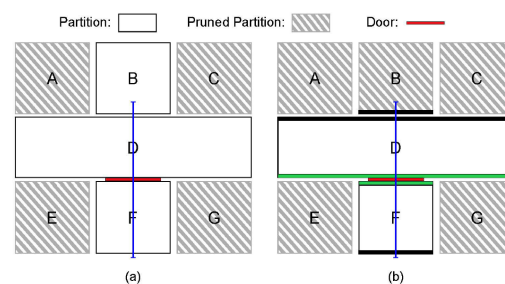 Partition: Pruned Partition: Door:
A B C A B C
D D
E F G E F G
(a) (b)